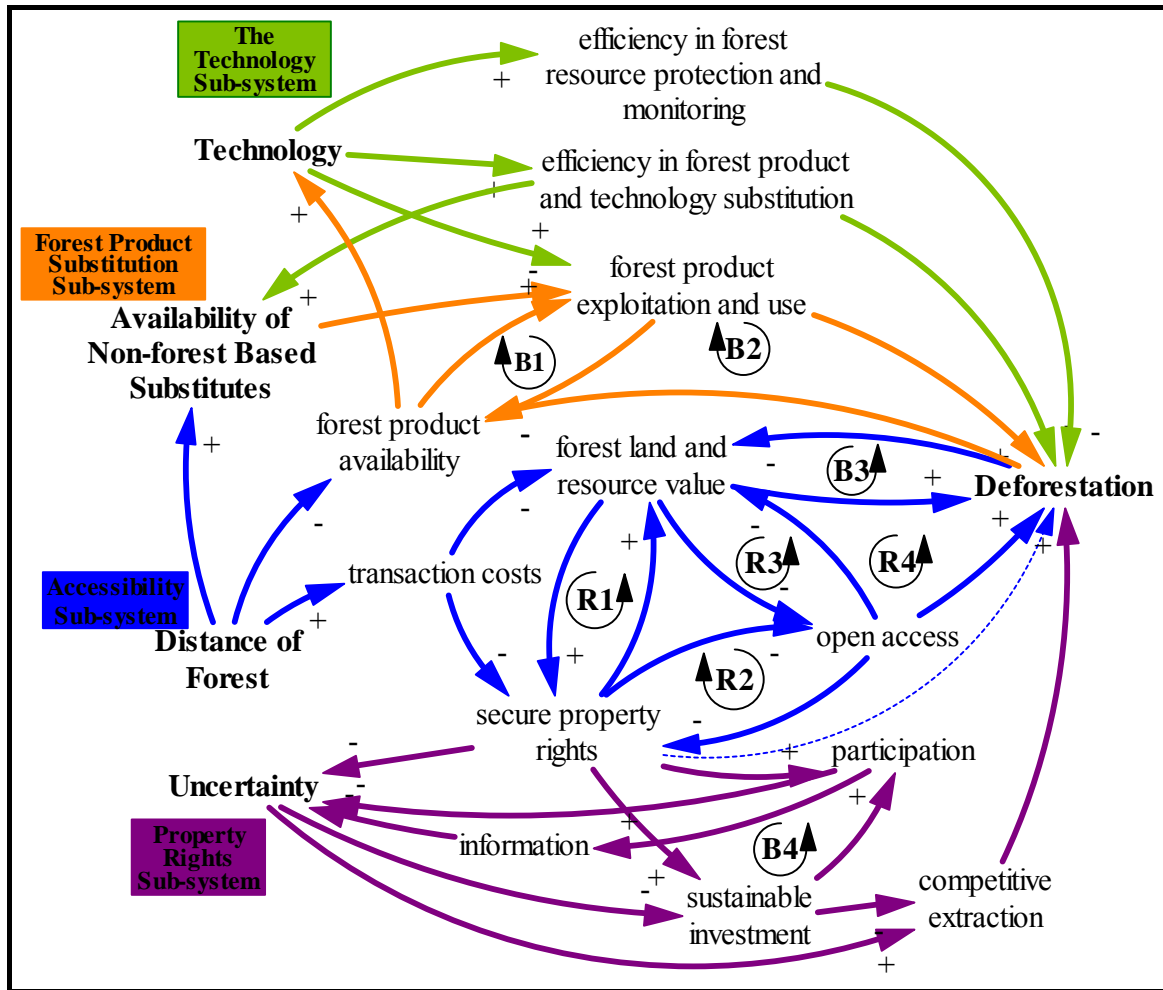 The
Technology
Sub-system
efficiency in forest
resource protection and
monitoring
+
Technology
efficiency in forest product
and technology substitution
+
+
+
Forest Product
Substitution
Sub-system
forest product
exploitation and use
-
+
+
Availability of
Non-forest Based
Substitutes
B1
B2
forest product
availability
-
-
forest land and
resource value
-
B3
+
+
Deforestation
+
-
-
-
+
+
+
Accessibility
Sub-system
Distance of
Forest
+
transaction costs
R1
R3
R4
-
open access
-
+
R2
-
secure property
rights
-
+
participation
-
Uncertainty
- -
+
Property
Rights
Sub-system
information
+
B4
- +
sustainable
investment
competitive
extraction
-
+